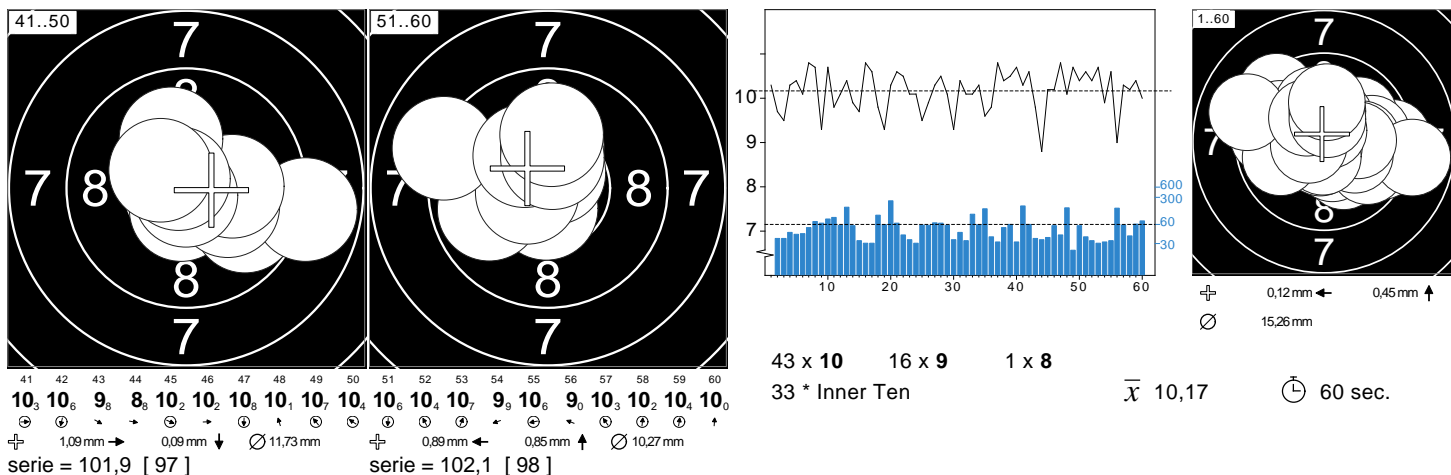 41..50
7
8
7 8 7
8
7
41 42 43 44 45 46 47 48 49 50
10₃ 10₆ 9₈ 8₈ 10₂ 10₂ 10₈ 10₁ 10₇ 10₄
1,09 mm 0,09 mm 11,73 mm
serie = 101,9 [ 97 ]
51..60
7
7 8 7
8
7
51 52 53 54 55 56 57 58 59 60
10₆ 10₄ 10₇ 9₉ 10₆ 9₀ 10₃ 10₂ 10₄ 10₀
0,89 mm 0,85 mm 10,27 mm
serie = 102,1 [ 98 ]
10
9
8
7
600
300
60
30
10 20 30 40 50 60
43 x 10 16 x 9 1 x 8
33 * Inner Ten x̅ 10,17 60 sec.
1..60
7
7
8
7
0,12 mm 0,45 mm
15,26 mm